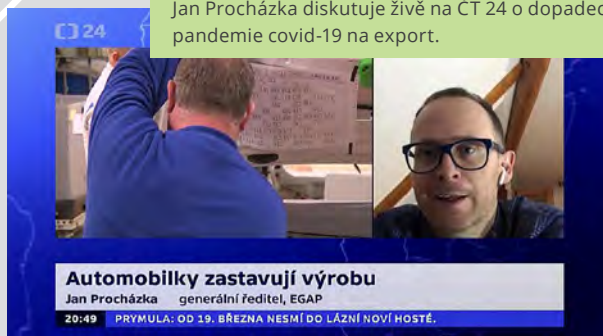 Jan Procházka diskutuje živě na ČT 24 o dopadec
pandemie covid-19 na export.
24
Automobilky zastavují výrobu
Jan Procházka generální ředitel, EGAP
20:49 PRYMULA: OD 19. BŘEZNA NESMÍ DO LÁZNÍ NOVÍ HOSTÉ.